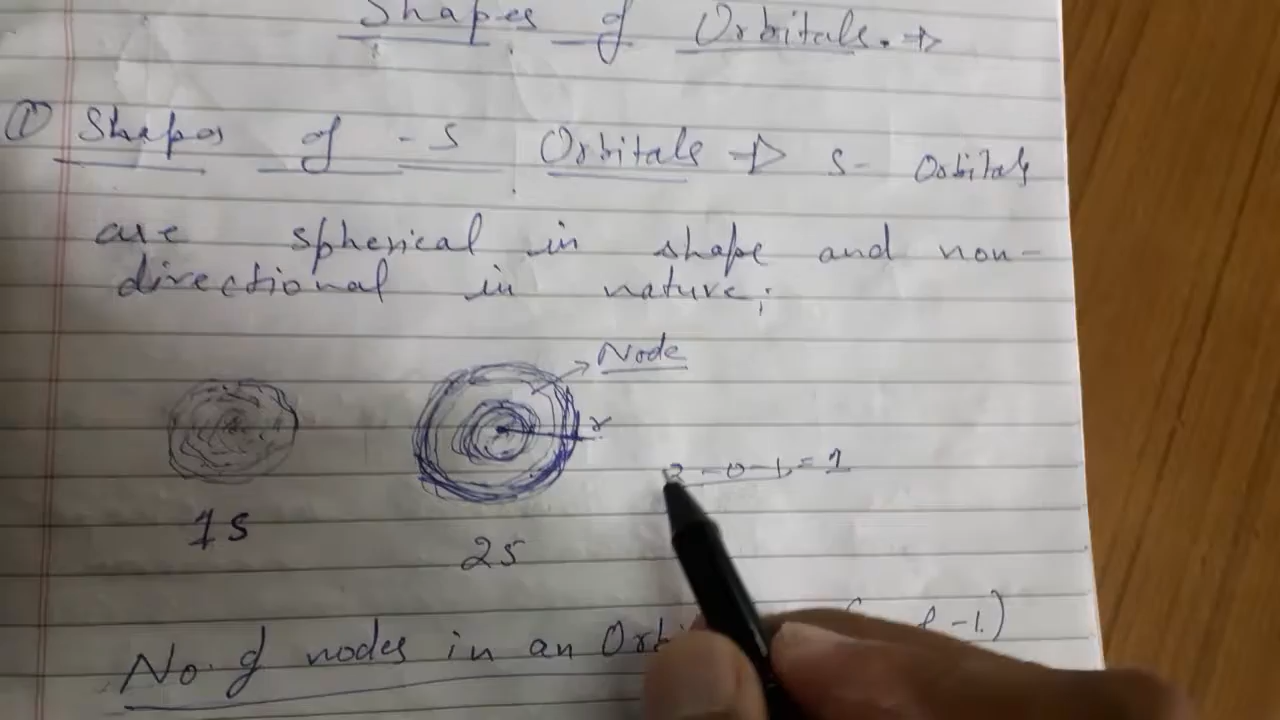 Shapes of Orbitals. →
① Shapes of -s Orbitals → s- Orbitals
are spherical in shape and non-
directional in nature;
Node
r
2-0-1 = 1
1s
2s
No. of nodes in an -1)